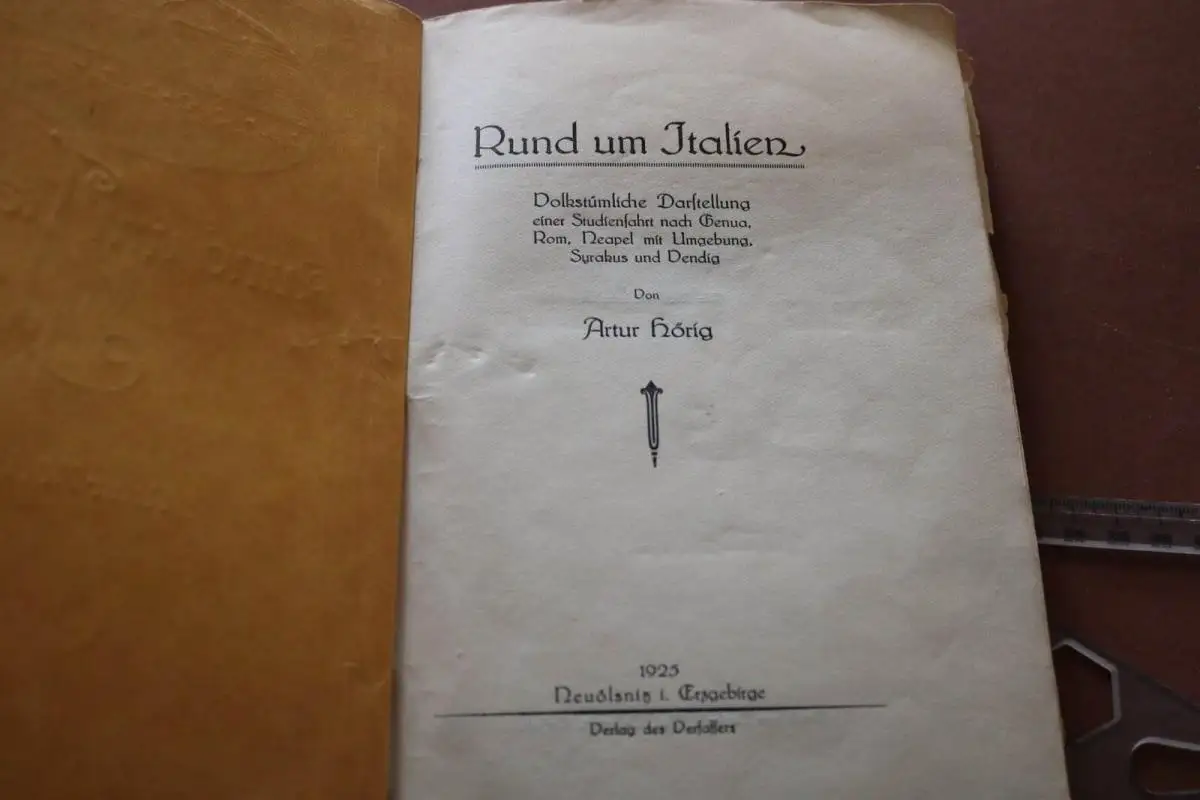 Rund um Italien
Volkstümliche Darstellung
einer Studienfahrt nach Genua,
Rom, Neapel mit Umgebung,
Syrakus und Venedig
Von
Artur Hörig
1925
Neuölsnitz i. Erzgebirge
Verlag des Verfassers